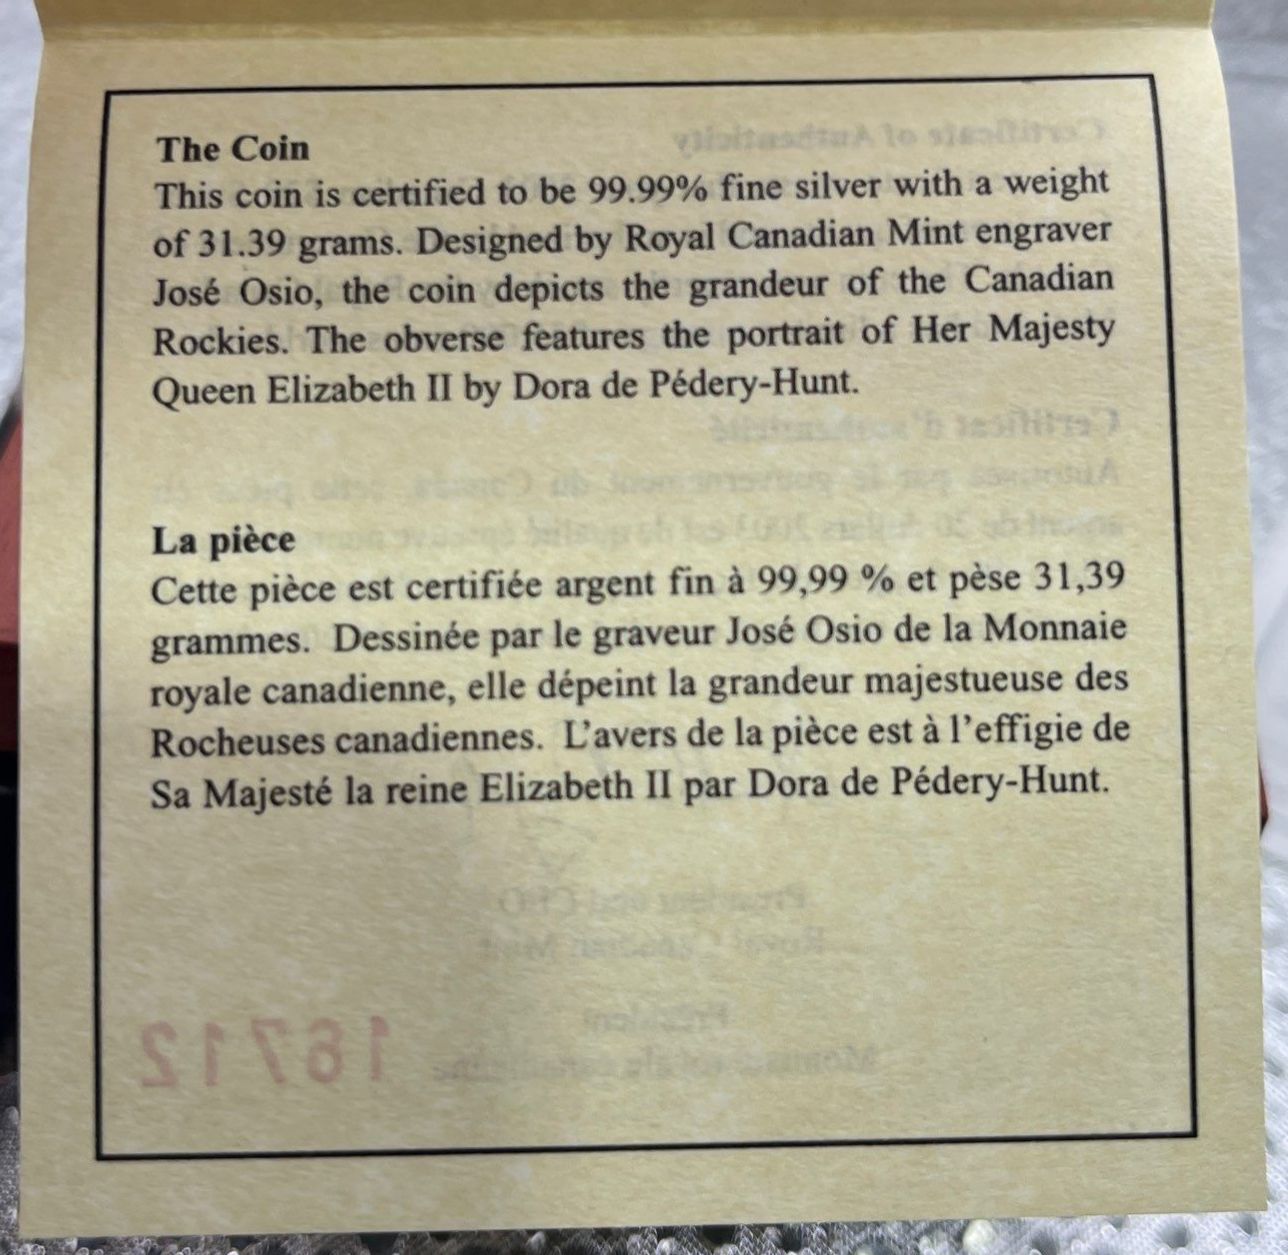 The Coin
This coin is certified to be 99.99% fine silver with a weight
of 31.39 grams. Designed by Royal Canadian Mint engraver
José Osio, the coin depicts the grandeur of the Canadian
Rockies. The obverse features the portrait of Her Majesty
Queen Elizabeth II by Dora de Pédery-Hunt.
La pièce
Cette pièce est certifiée argent fin à 99,99 % et pèse 31,39
grammes. Dessinée par le graveur José Osio de la Monnaie
royale canadienne, elle dépeint la grandeur majestueuse des
Rocheuses canadiennes. L'avers de la pièce est à l'effigie de
Sa Majesté la reine Elizabeth II par Dora de Pédery-Hunt.
16712